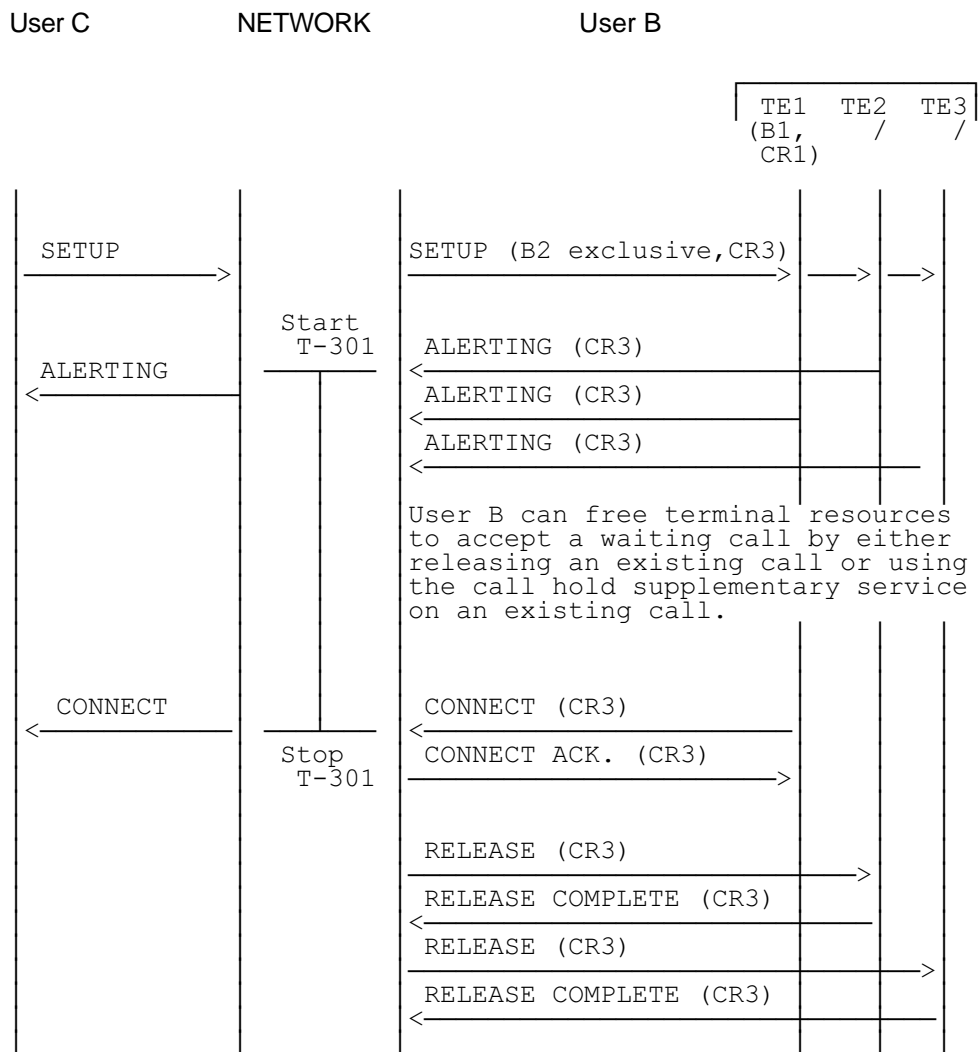 User C NETWORK User B
TE1 TE2 TE3
(B1, / /
CR1)
SETUP SETUP (B2 exclusive,CR3)
Start
T-301 ALERTING (CR3)
ALERTING
ALERTING (CR3)
ALERTING (CR3)
User B can free terminal resources
to accept a waiting call by either
releasing an existing call or using
the call hold supplementary service
on an existing call.
CONNECT CONNECT (CR3)
Stop CONNECT ACK. (CR3)
T-301
RELEASE (CR3)
RELEASE COMPLETE (CR3)
RELEASE (CR3)
RELEASE COMPLETE (CR3)